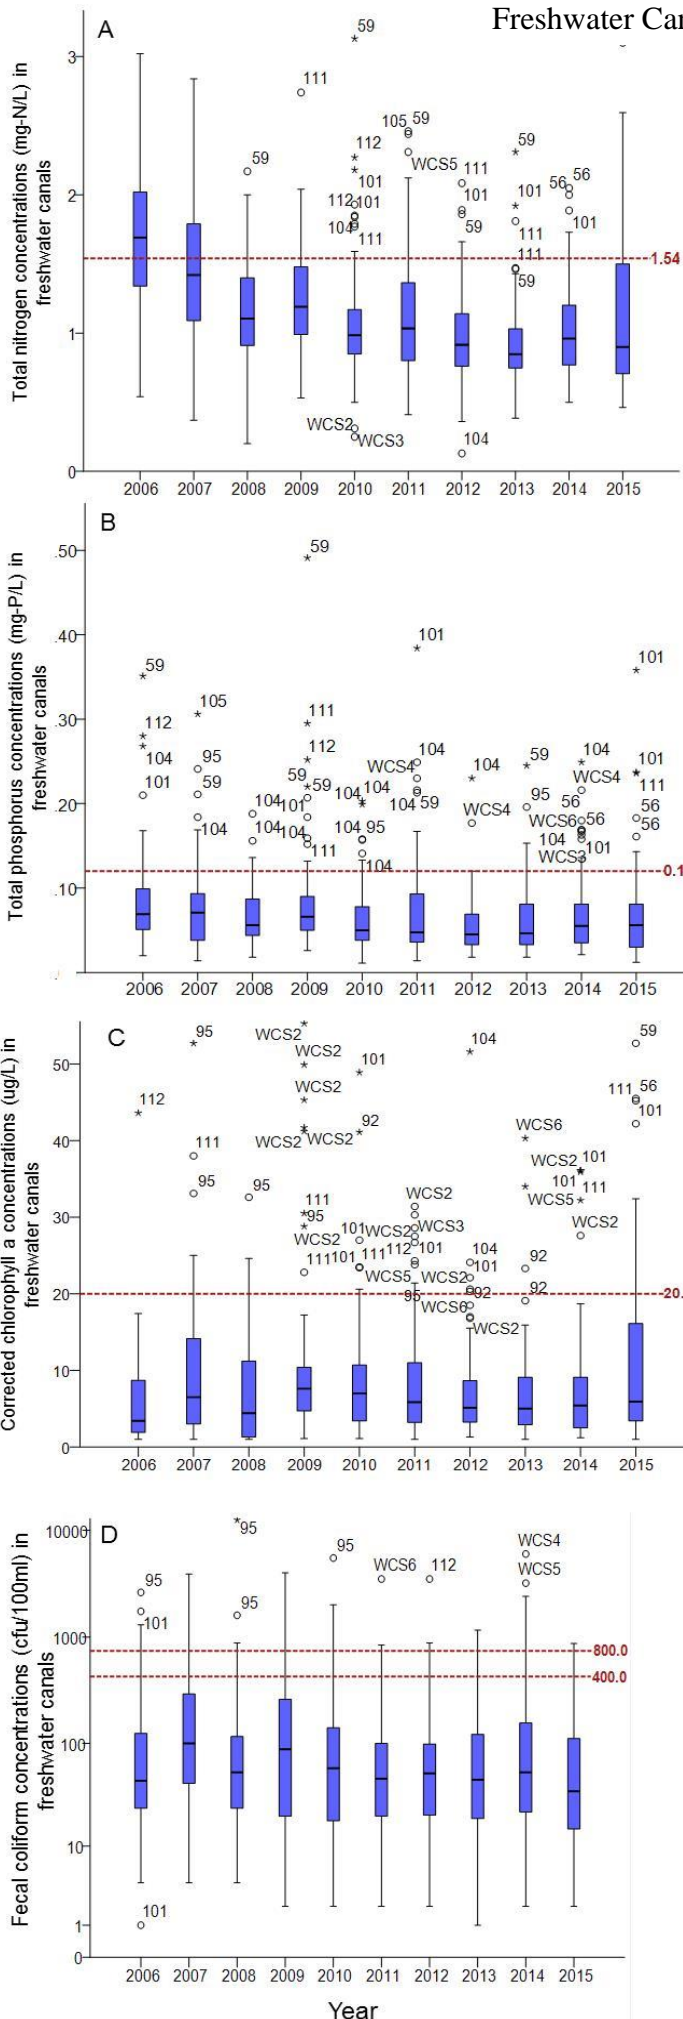 Freshwater Can
A
Total nitrogen concentrations (mg-N/L) in
freshwater canals
3
2
1
0
59
111
59
112
101
112 101
104
111
WCS2
WCS3
59
105 59
WCS5
111
101
59
104
59
101
111
111
59
56 56
101
1.54
2006 2007 2008 2009 2010 2011 2012 2013 2014 2015
B
Total phosphorus concentrations (mg-P/L) in
freshwater canals
.50
.40
.30
.20
.10
59
112
104
101
105
95
59
104
104
104
59
111
112
59 59
101
104
111
104 104
104 95
104
101
104
WCS4
104 59
104
WCS4
59
95
WCS6
104
104
WCS4
56 56
101
WCS3
101
101
111
56
56
0.1
2006 2007 2008 2009 2010 2011 2012 2013 2014 2015
C
Corrected chlorophyll a concentrations (ug/L) in
freshwater canals
50
40
30
20
10
0
112
95
111
95
95
WCS2
WCS2
WCS2
WCS2 WCS2
111
95
WCS2
111
101
92
101 WCS2
101 111
WCS5
WCS2
WCS3
112 101
95
104
WCS2 101
92
WCS6
WCS2
104
WCS6
WCS5
92
92
WCS2 101
101 111
WCS2
59
111 56
101
20.
2006 2007 2008 2009 2010 2011 2012 2013 2014 2015
D
Fecal coliform concentrations (cfu/100ml) in
freshwater canals
10000
1000
100
10
1
0
95
101
101
95
95
95
WCS6
112
WCS4
WCS5
800.0
400.0
2006 2007 2008 2009 2010 2011 2012 2013 2014 2015
Year